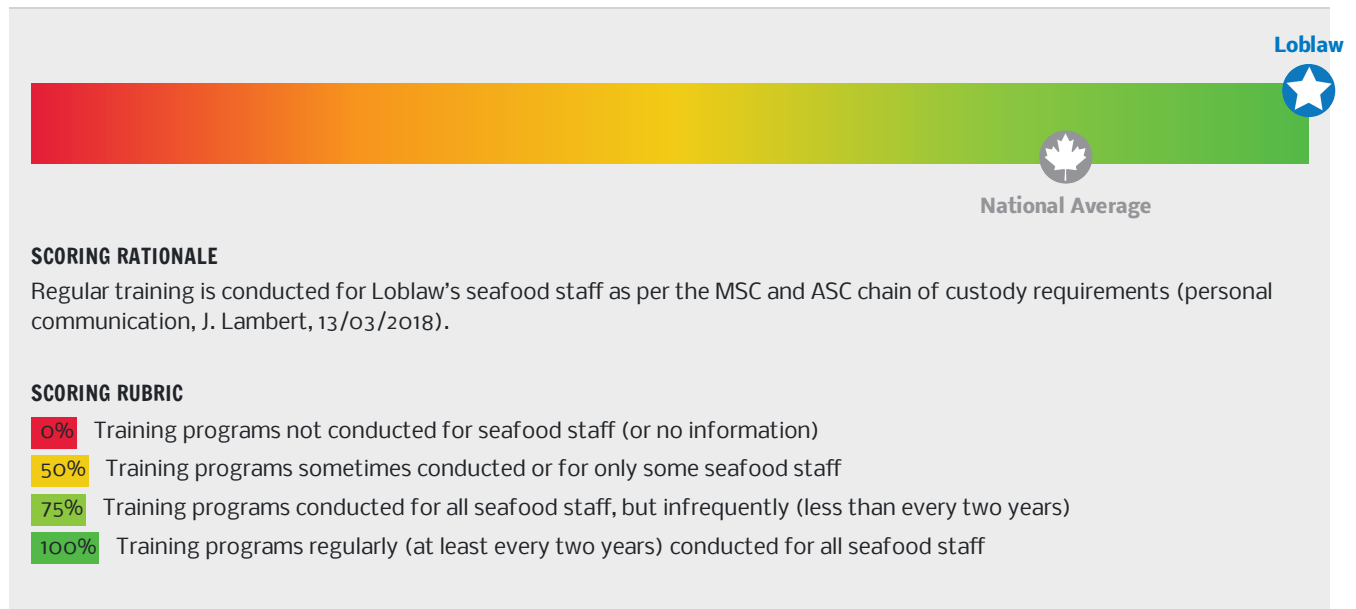 Loblaw
National Average
SCORING RATIONALE
Regular training is conducted for Loblaw’s seafood staff as per the MSC and ASC chain of custody requirements (personal
communication, J. Lambert, 13/03/2018).
SCORING RUBRIC
0% Training programs not conducted for seafood staff (or no information)
50% Training programs sometimes conducted or for only some seafood staff
75% Training programs conducted for all seafood staff, but infrequently (less than every two years)
100% Training programs regularly (at least every two years) conducted for all seafood staff